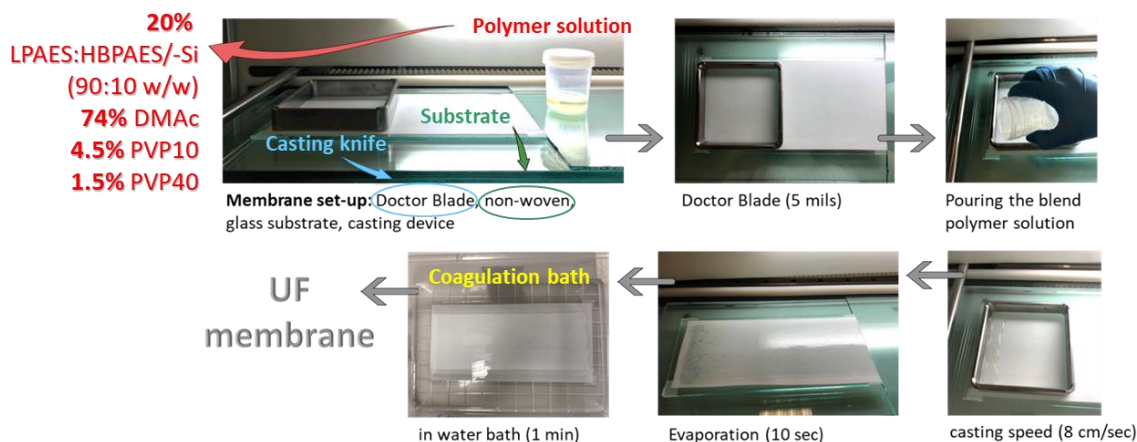 20%
LPAES:HBPAES/-Si
(90:10 w/w)
74% DMAc
4.5% PVP10
1.5% PVP40
Polymer solution
Substrate
Casting knife
Membrane set-up: Doctor Blade, non-woven,
glass substrate, casting device
Doctor Blade (5 mils)
Pouring the blend
polymer solution
casting speed (8 cm/sec)
Evaporation (10 sec)
Coagulation bath
in water bath (1 min)
UF
membrane